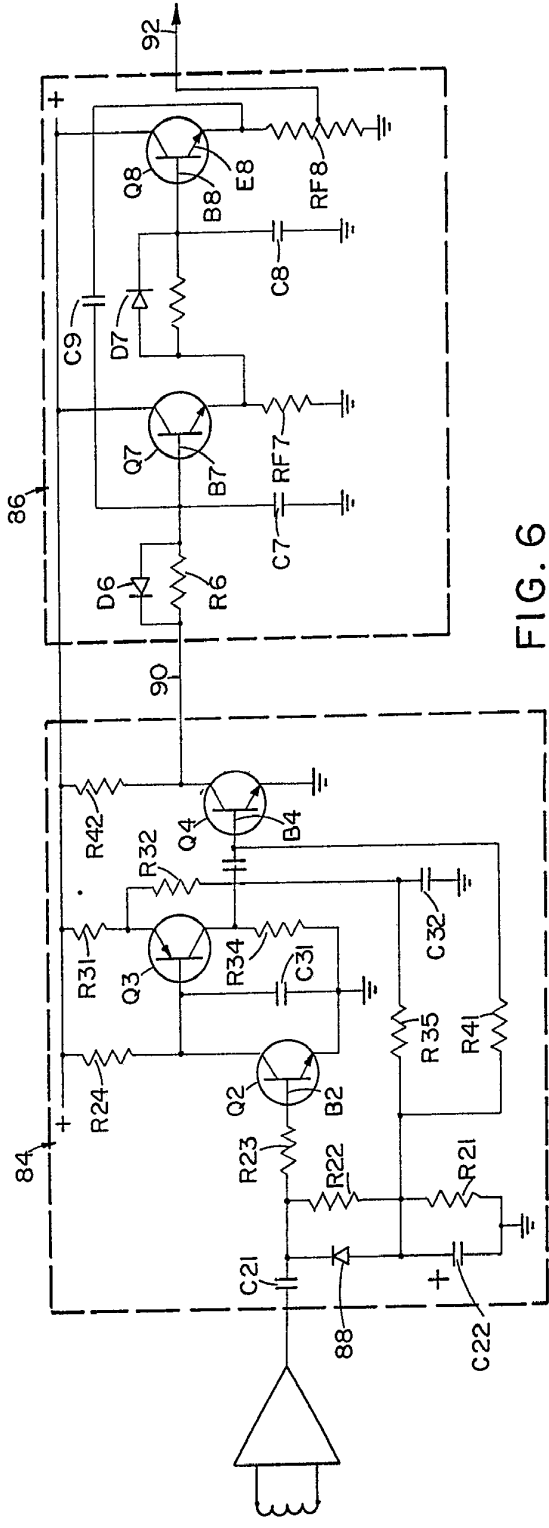 84
+
R24
R31
R42
R32
Q3
Q4
B4
Q2
B2
R23
R34
C31
C21
R22
88
+
C22
R21
R35
R41
C32
90
86
+
D6
R6
C7
Q7
B7
RF7
C9
D7
C8
Q8
B8
E8
RF8
92
FIG. 6